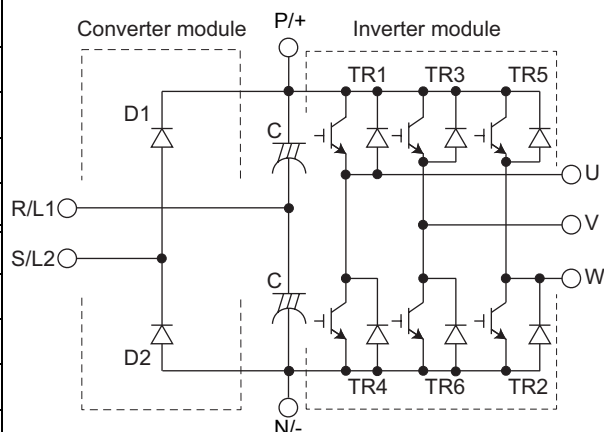 P/+
Converter module
Inverter module
TR1
TR3
TR5
D1
C
U
R/L1
V
S/L2
W
C
D2
TR4
TR6
TR2
N/-